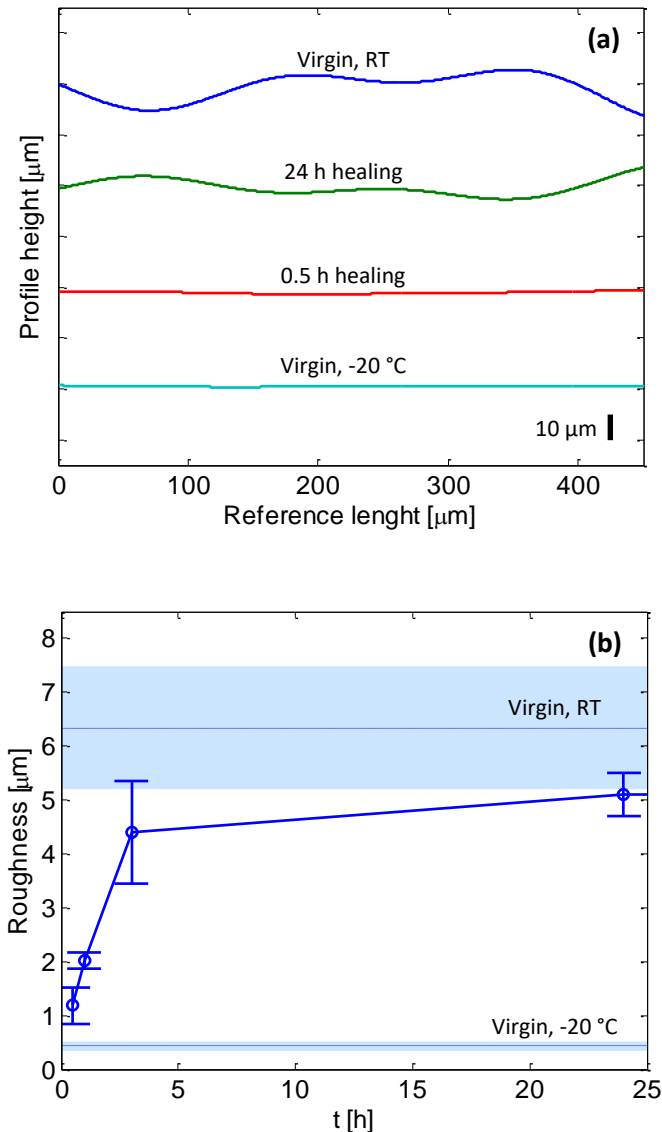 (a)
Virgin, RT
24 h healing
0.5 h healing
Virgin, -20 °C
10 µm
Profile height [μm]
0 100 200 300 400
Reference lenght [μm]
(b)
8
7
Virgin, RT
6
5
4
3
2
1
Virgin, -20 °C
0
Roughness [μm]
0 5 10 15 20 25
t [h]